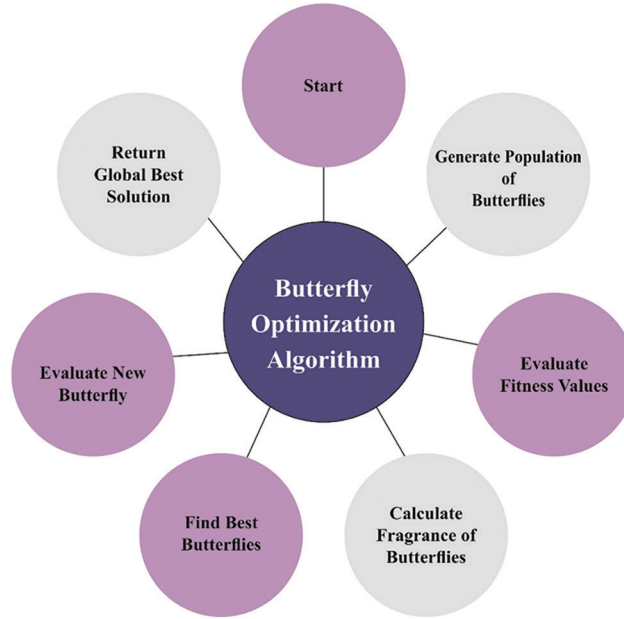 Start
Generate Population
of
Butterflies
Evaluate
Fitness Values
Calculate
Fragrance of
Butterflies
Find Best
Butterflies
Evaluate New
Butterfly
Return
Global Best
Solution
Butterfly
Optimization
Algorithm